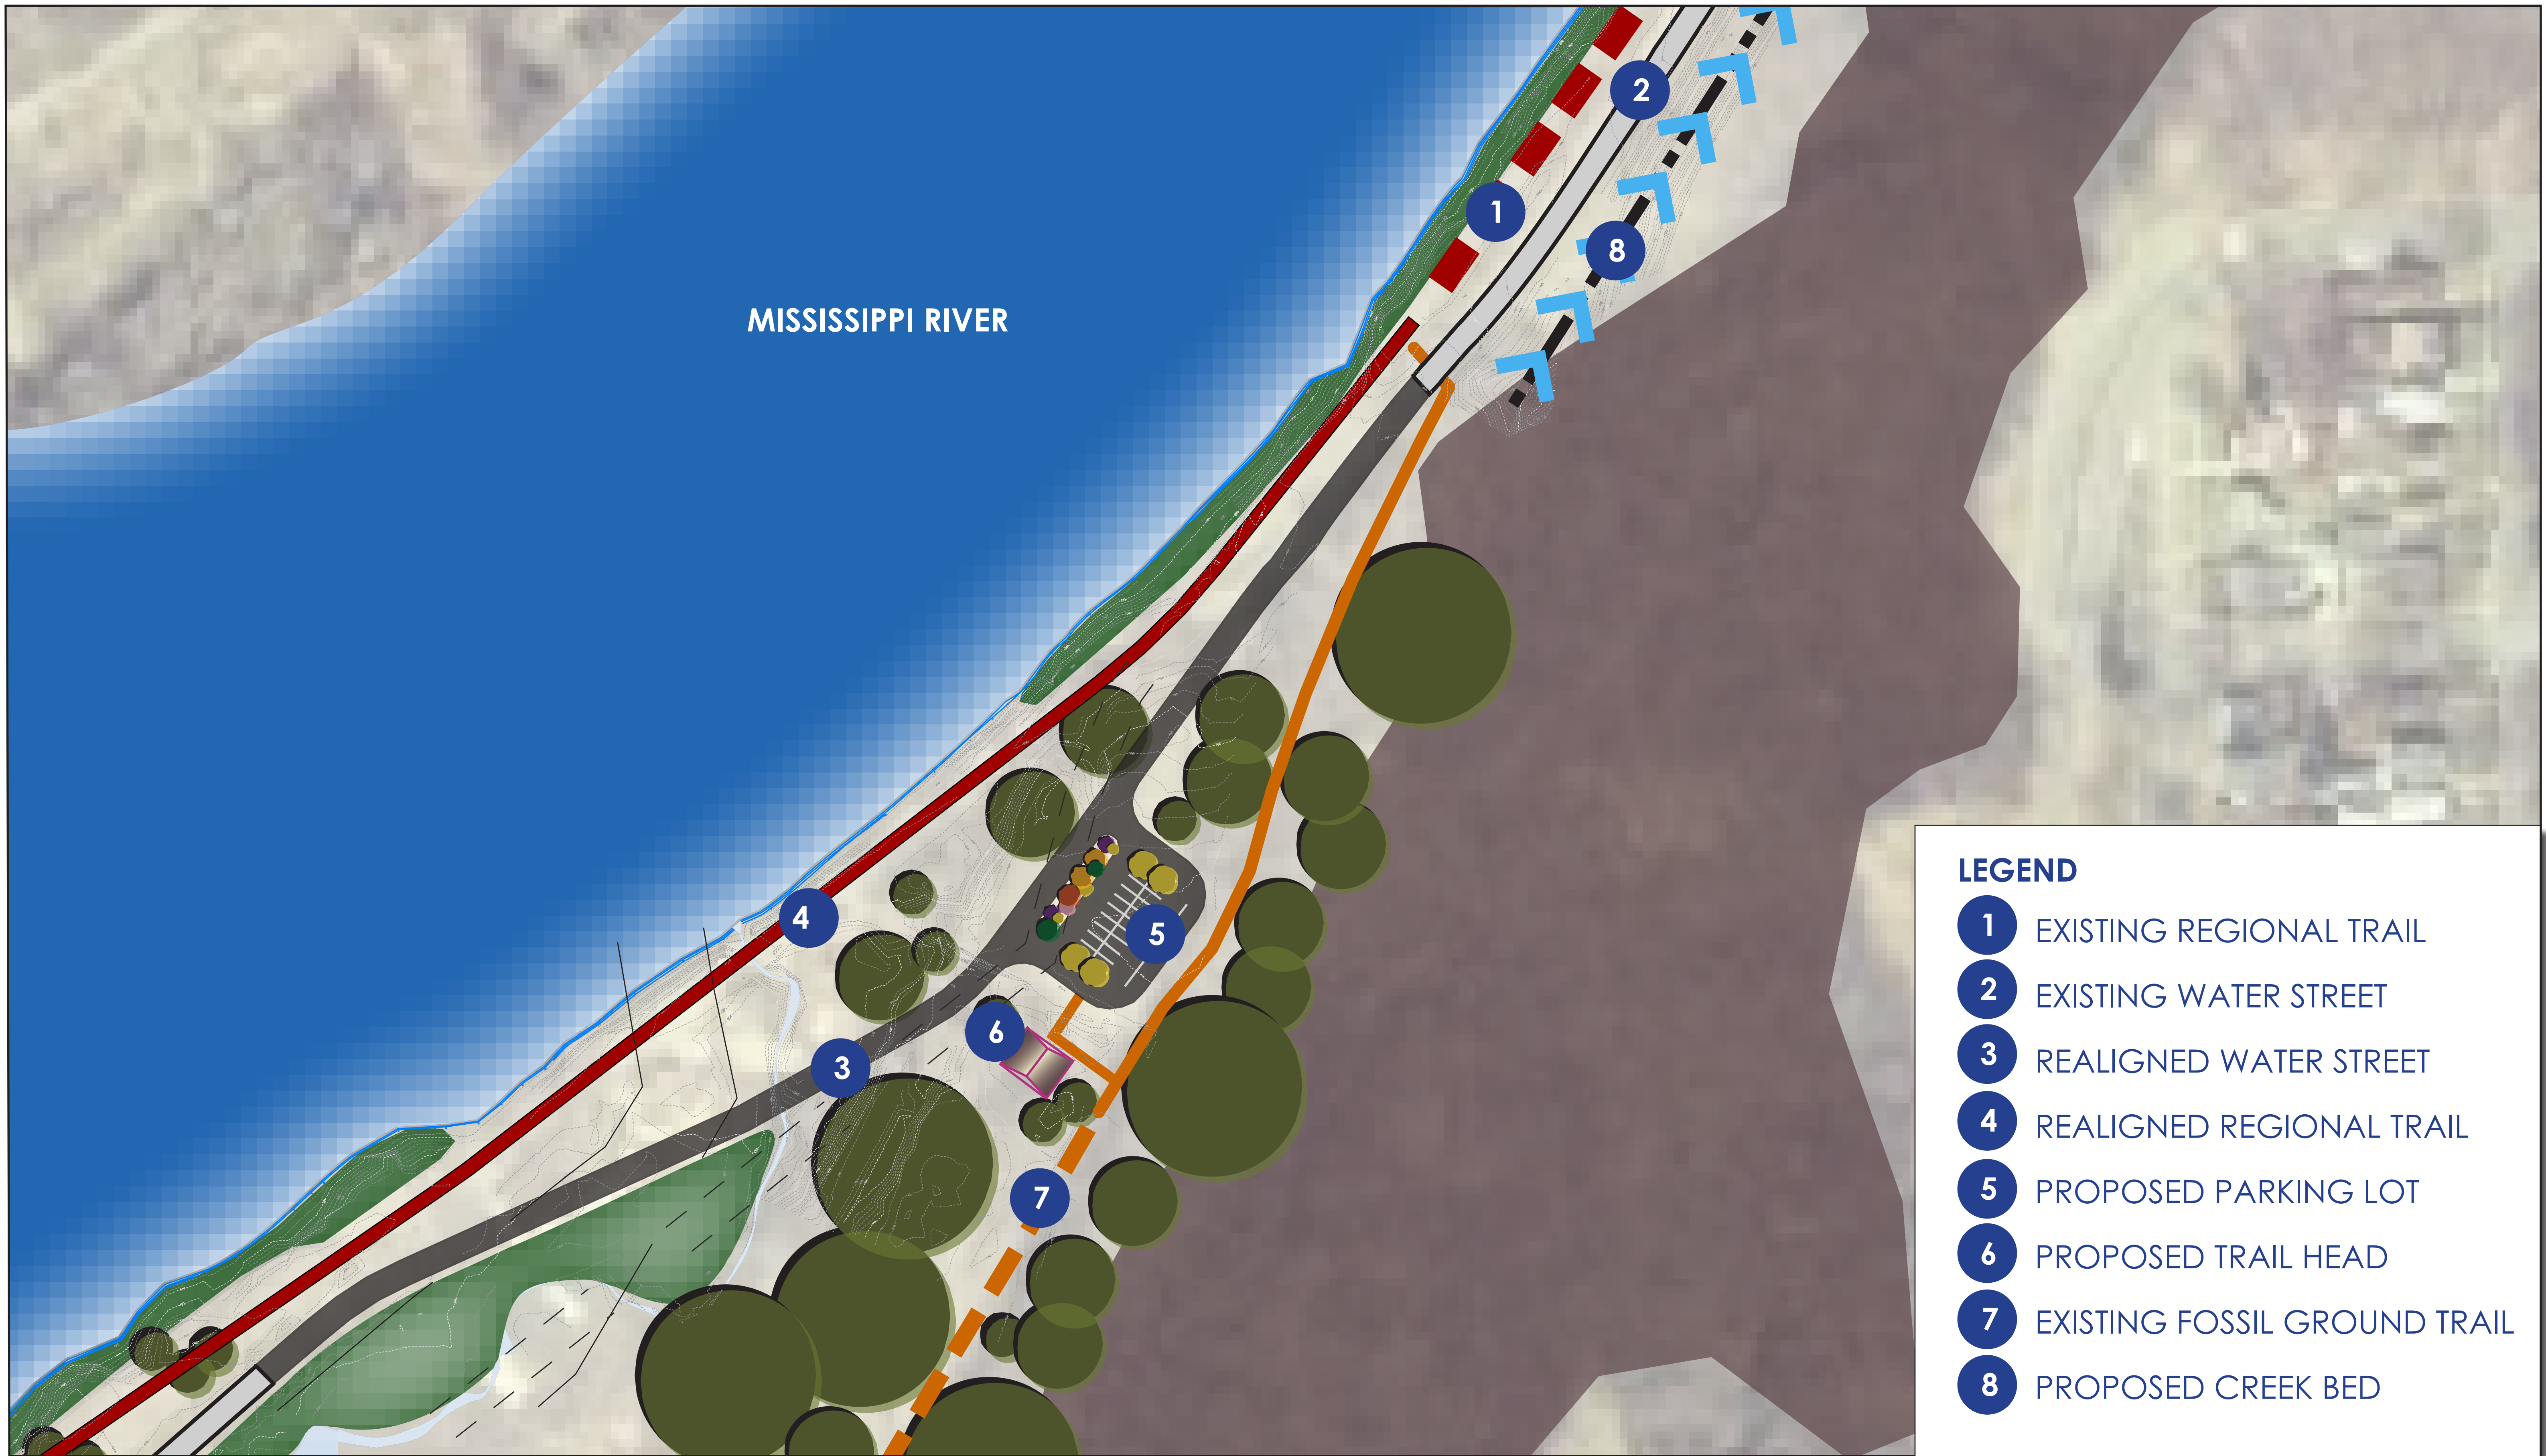 2
1
8
MISSISSIPPI RIVER
4
5
6
3
7
LEGEND
1 EXISTING REGIONAL TRAIL
2 EXISTING WATER STREET
3 REALIGNED WATER STREET
4 REALIGNED REGIONAL TRAIL
5 PROPOSED PARKING LOT
6 PROPOSED TRAIL HEAD
7 EXISTING FOSSIL GROUND TRAIL
8 PROPOSED CREEK BED